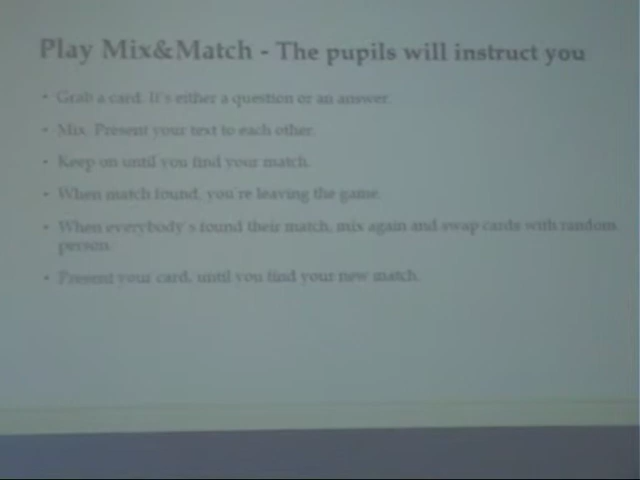 Play Mix&Match - The pupils will instruct you
• Grab a card. It's either a question or an answer.
• Mix. Present your text to each other.
• Keep on until you find your match.
• When match found, you're leaving the game.
• When everybody's found their match, mix again and swap cards with random
person.
• Present your card, until you find your new match.